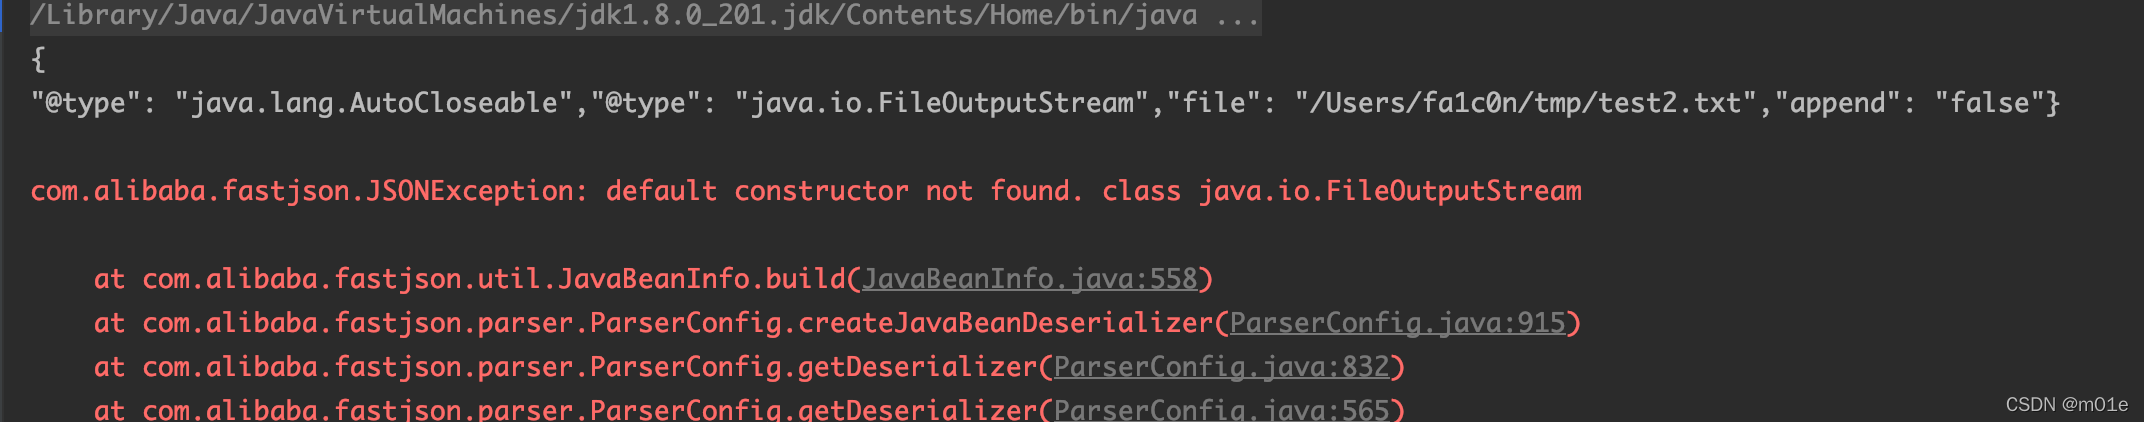 /Library/Java/JavaVirtualMachines/jdk1.8.0_201.jdk/Contents/Home/bin/java ...
{
"@type": "java.lang.AutoCloseable","@type": "java.io.FileOutputStream","file": "/Users/fa1c0n/tmp/test2.txt","append": "false"}
com.alibaba.fastjson.JSONException: default constructor not found. class java.io.FileOutputStream
at com.alibaba.fastjson.util.JavaBeanInfo.build(JavaBeanInfo.java:558)
at com.alibaba.fastjson.parser.ParserConfig.createJavaBeanDeserializer(ParserConfig.java:915)
at com.alibaba.fastjson.parser.ParserConfig.getDeserializer(ParserConfig.java:832)
at com.alibaba.fastjson.parser.ParserConfig.getDeserializer(ParserConfig.java:565)
CSDN @m01e